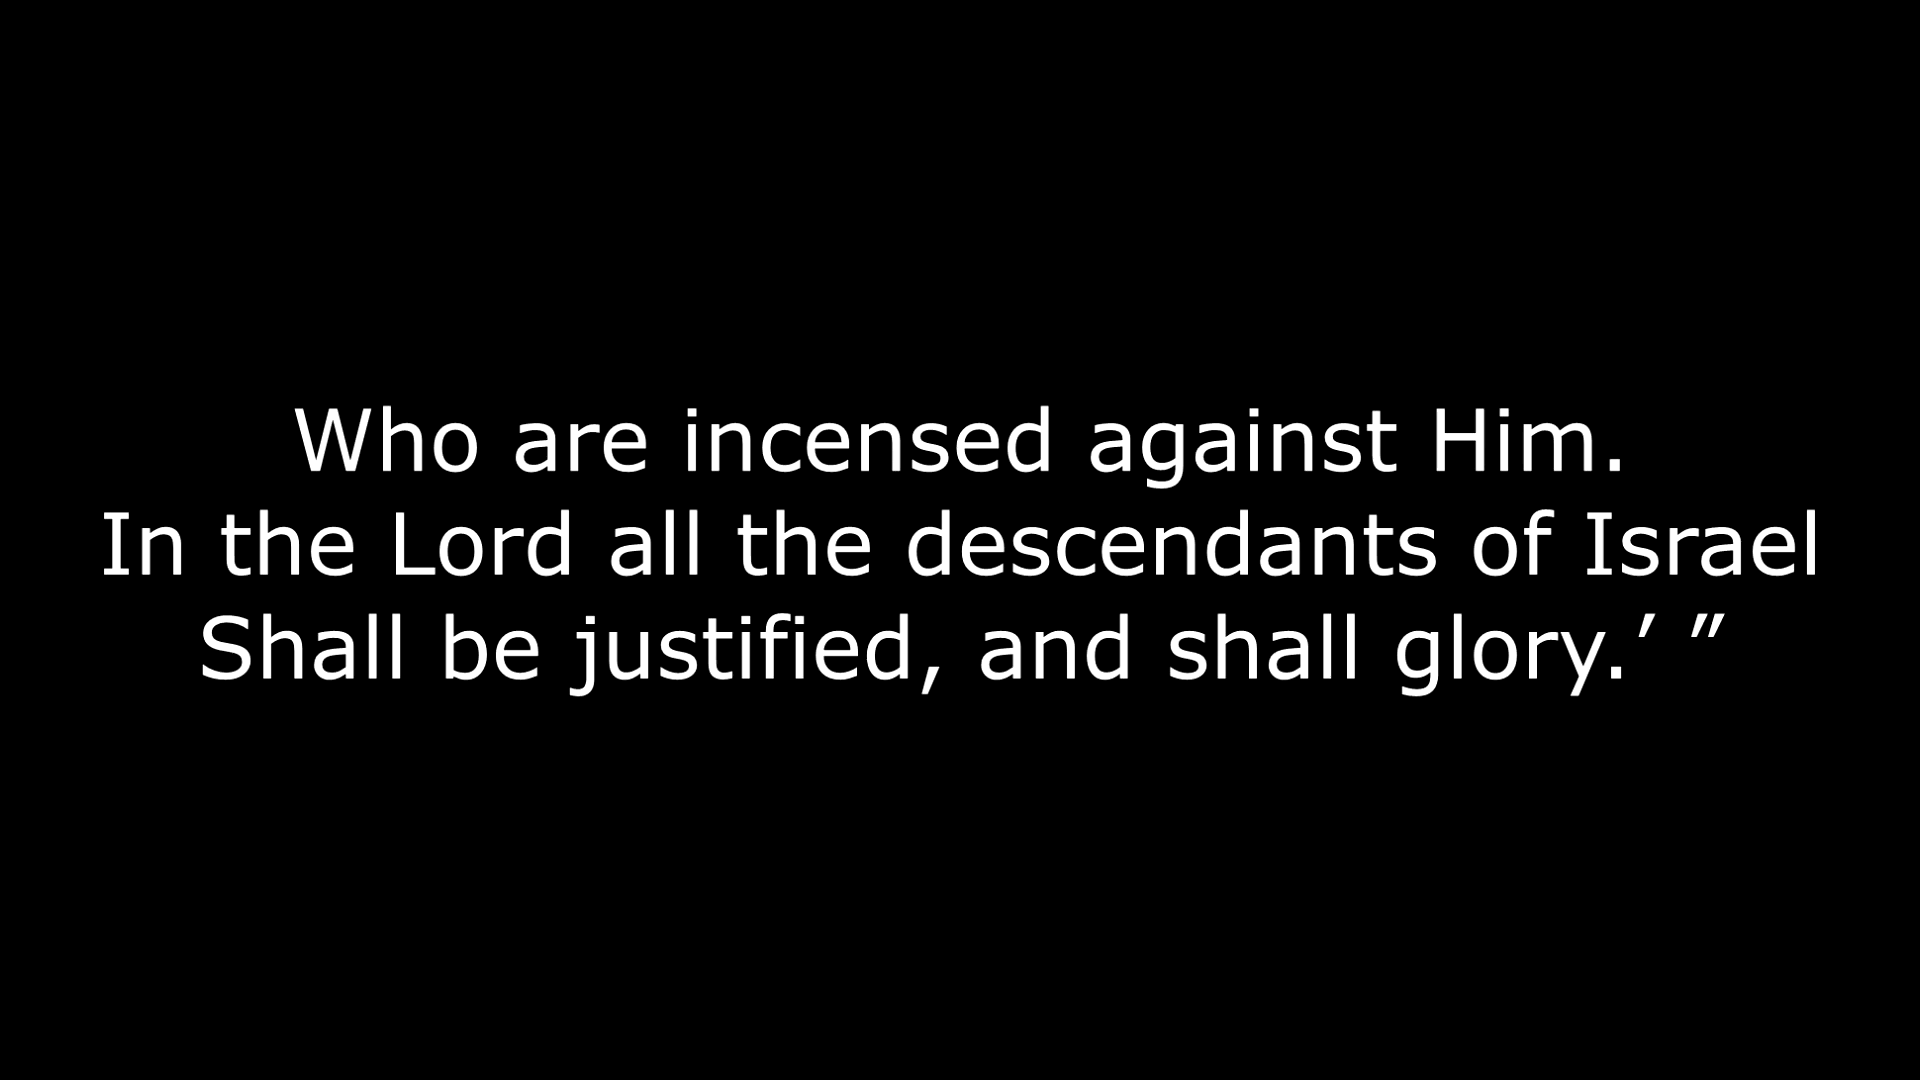 Who are incensed against Him.
In the Lord all the descendants of Israel
Shall be justified, and shall glory.’ ”